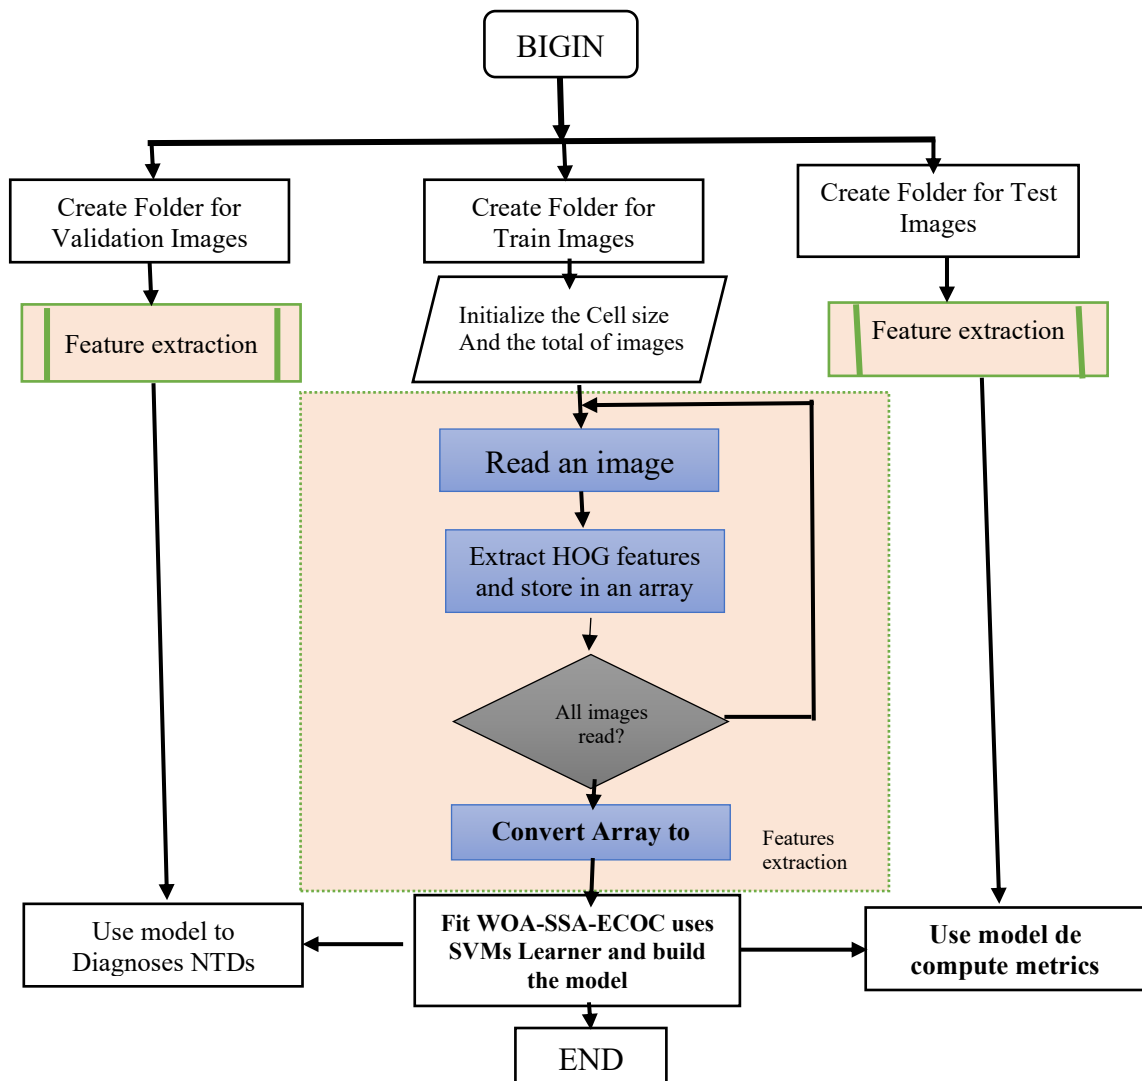 BIGIN
Create Folder for
Validation Images
Create Folder for
Train Images
Create Folder for Test
Images
Feature extraction
Initialize the Cell size
And the total of images
Feature extraction
Read an image
Extract HOG features
and store in an array
All images
read?
Convert Array to
Features
extraction
Use model to
Diagnoses NTDs
Fit WOA-SSA-ECOC uses
SVMs Learner and build
the model
Use model de
compute metrics
END